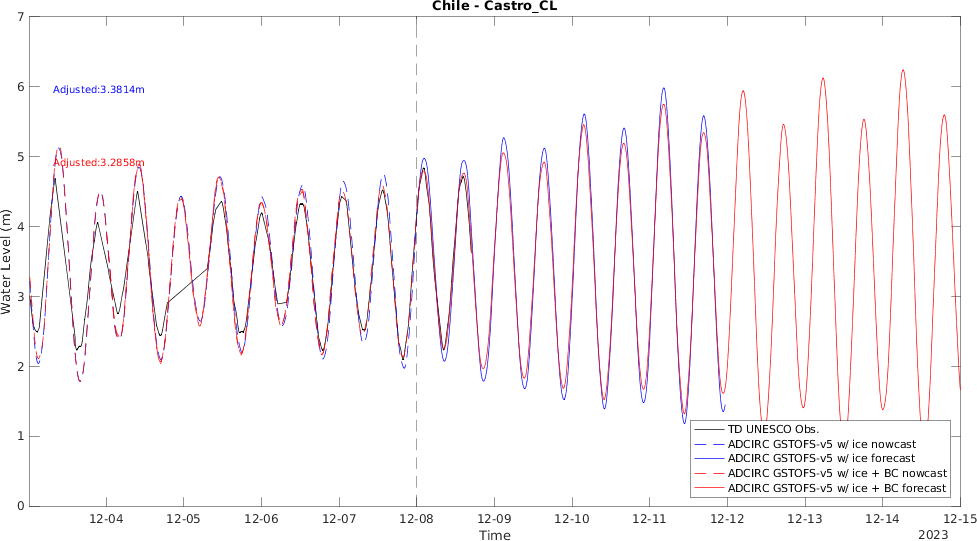 Chile - Castro_CL
7
6
5
4
3
2
1
0
Water Level (m)
Adjusted:3.3814m
Adjusted:3.2858m
TD UNESCO Obs.
ADCIRC GSTOFS-v5 w/ ice nowcast
ADCIRC GSTOFS-v5 w/ ice forecast
ADCIRC GSTOFS-v5 w/ ice + BC nowcast
ADCIRC GSTOFS-v5 w/ ice + BC forecast
12-04 12-05 12-06 12-07 12-08 12-09 12-10 12-11 12-12 12-13 12-14 12-15
Time
2023